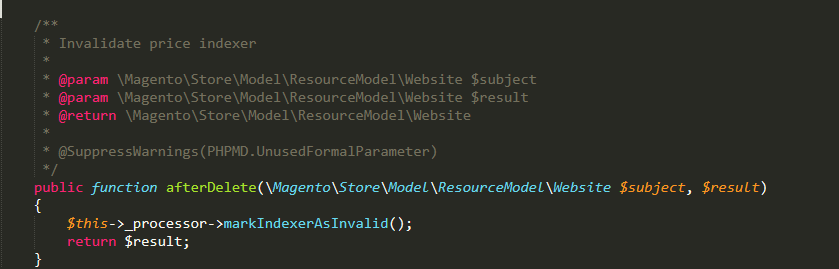 /**
 * Invalidate price indexer
 *
 * @param \Magento\Store\Model\ResourceModel\Website $subject
 * @param \Magento\Store\Model\ResourceModel\Website $result
 * @return \Magento\Store\Model\ResourceModel\Website
 *
 * @SuppressWarnings(PHPMD.UnusedFormalParameter)
 */
public function afterDelete(\Magento\Store\Model\ResourceModel\Website $subject, $result)
{
    $this->_processor->markIndexerAsInvalid();
    return $result;
}